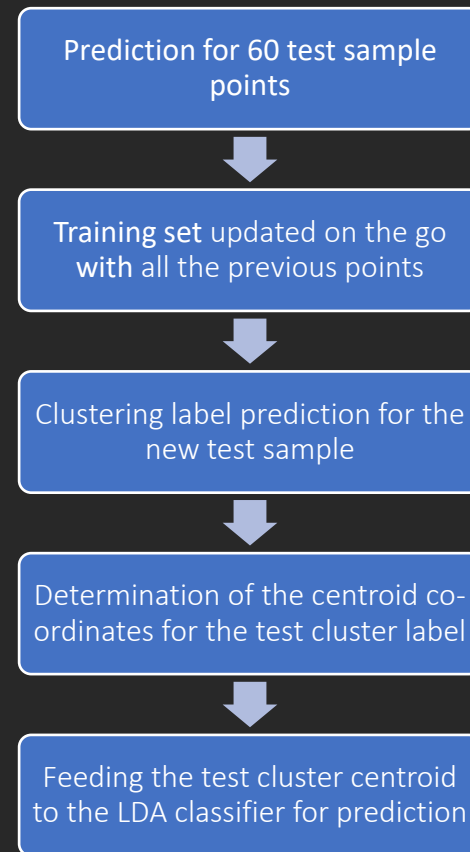 Prediction for 60 test sample
points
Training set updated on the go
with all the previous points
Clustering label prediction for the
new test sample
Determination of the centroid co-
ordinates for the test cluster label
Feeding the test cluster centroid
to the LDA classifier for prediction